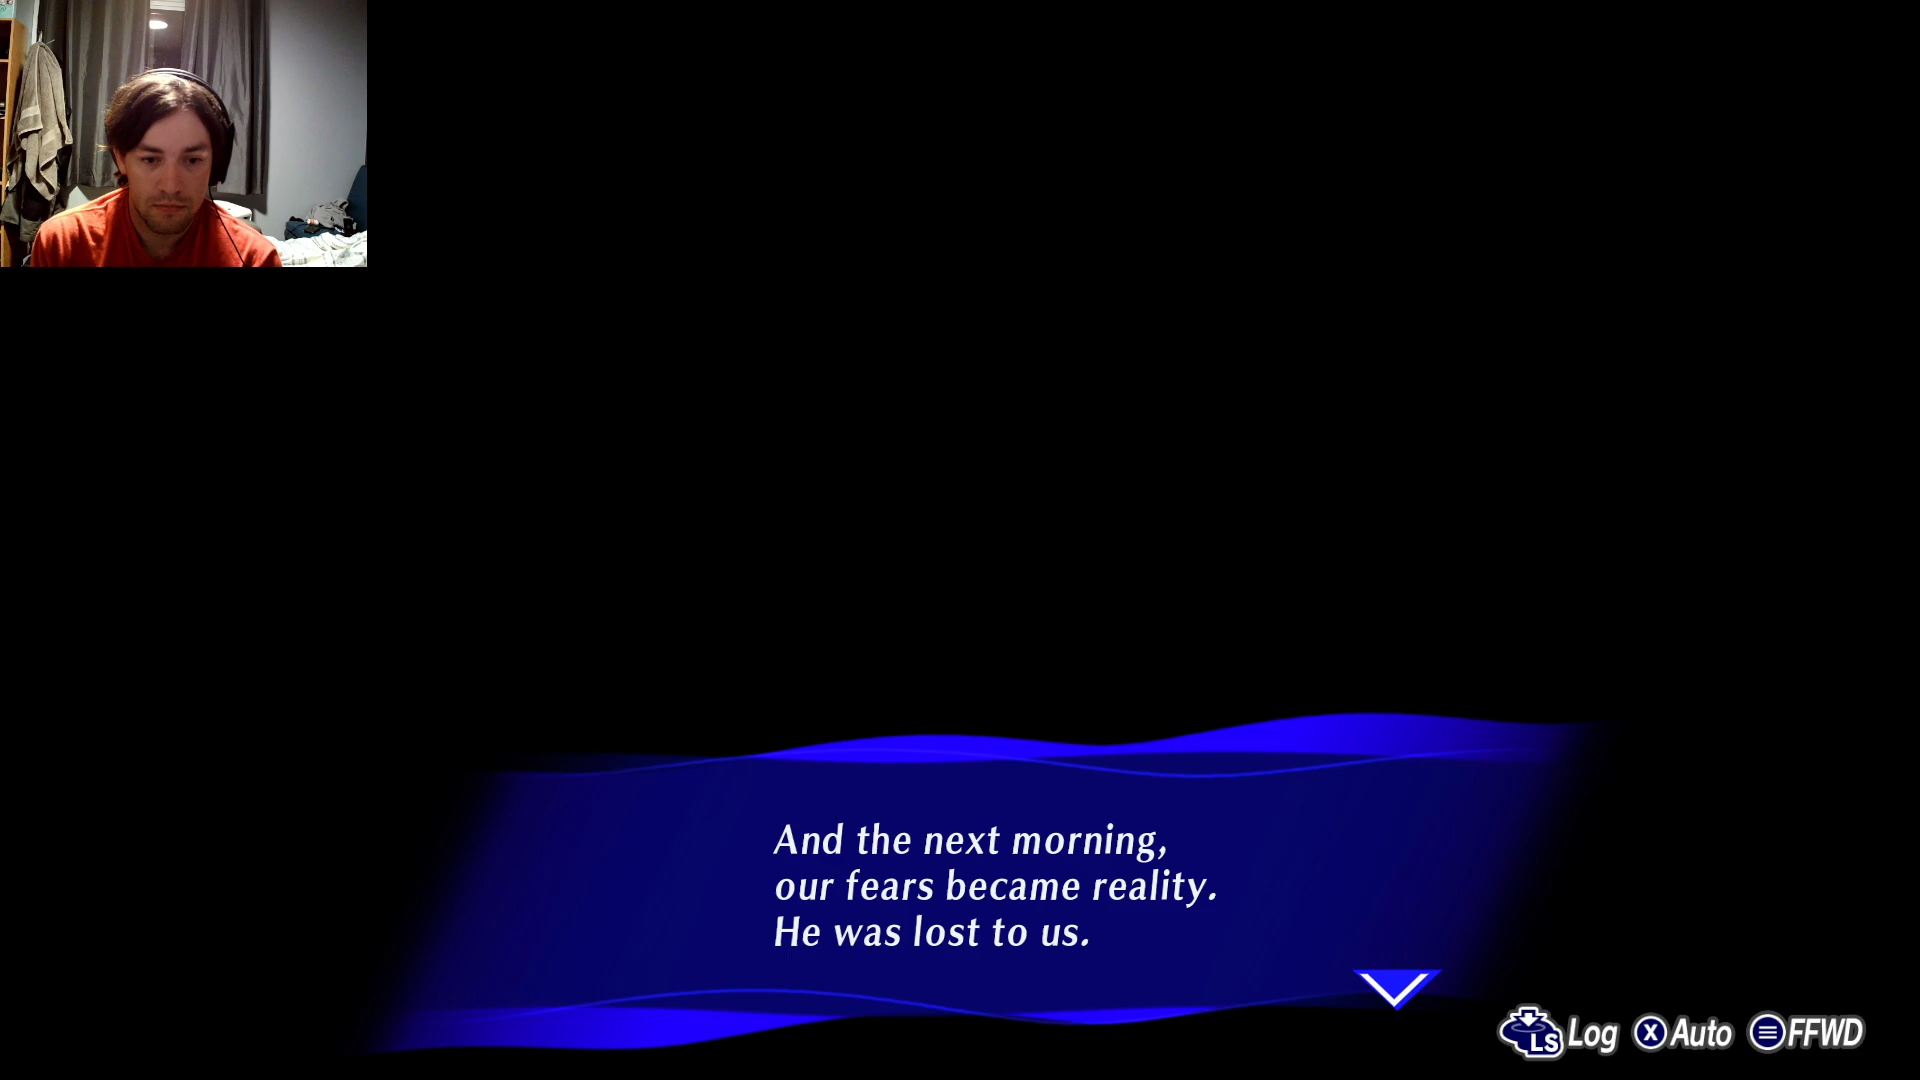 And the next morning,
our fears became reality.
He was lost to us.
LS Log X Auto FFWD